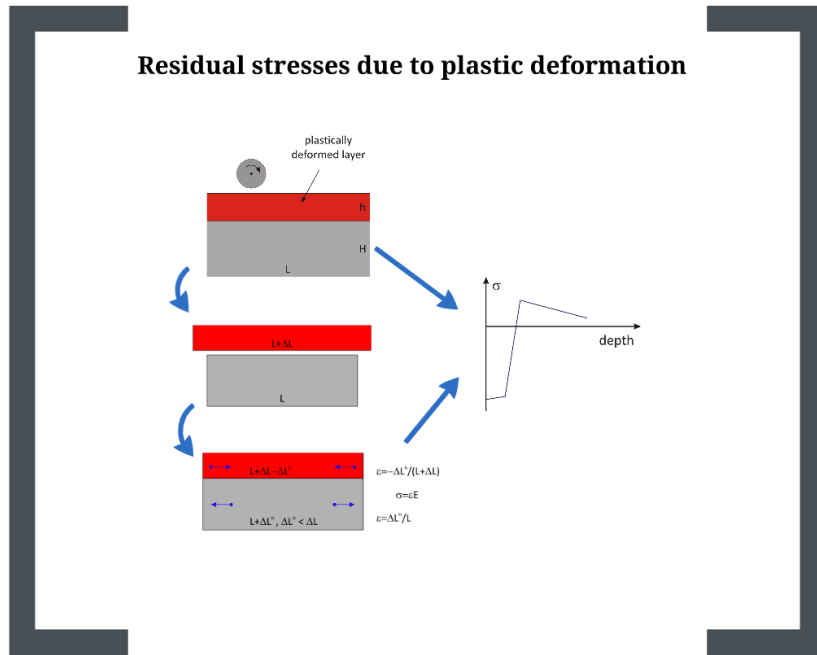 Residual stresses due to plastic deformation
plastically
deformed layer
h
H
L
σ
depth
L+ΔL
L
L+ΔL-ΔL'
ε=-ΔL'/(L+ΔL)
σ=εE
L+ΔL", ΔL" < ΔL
ε=ΔL"/L